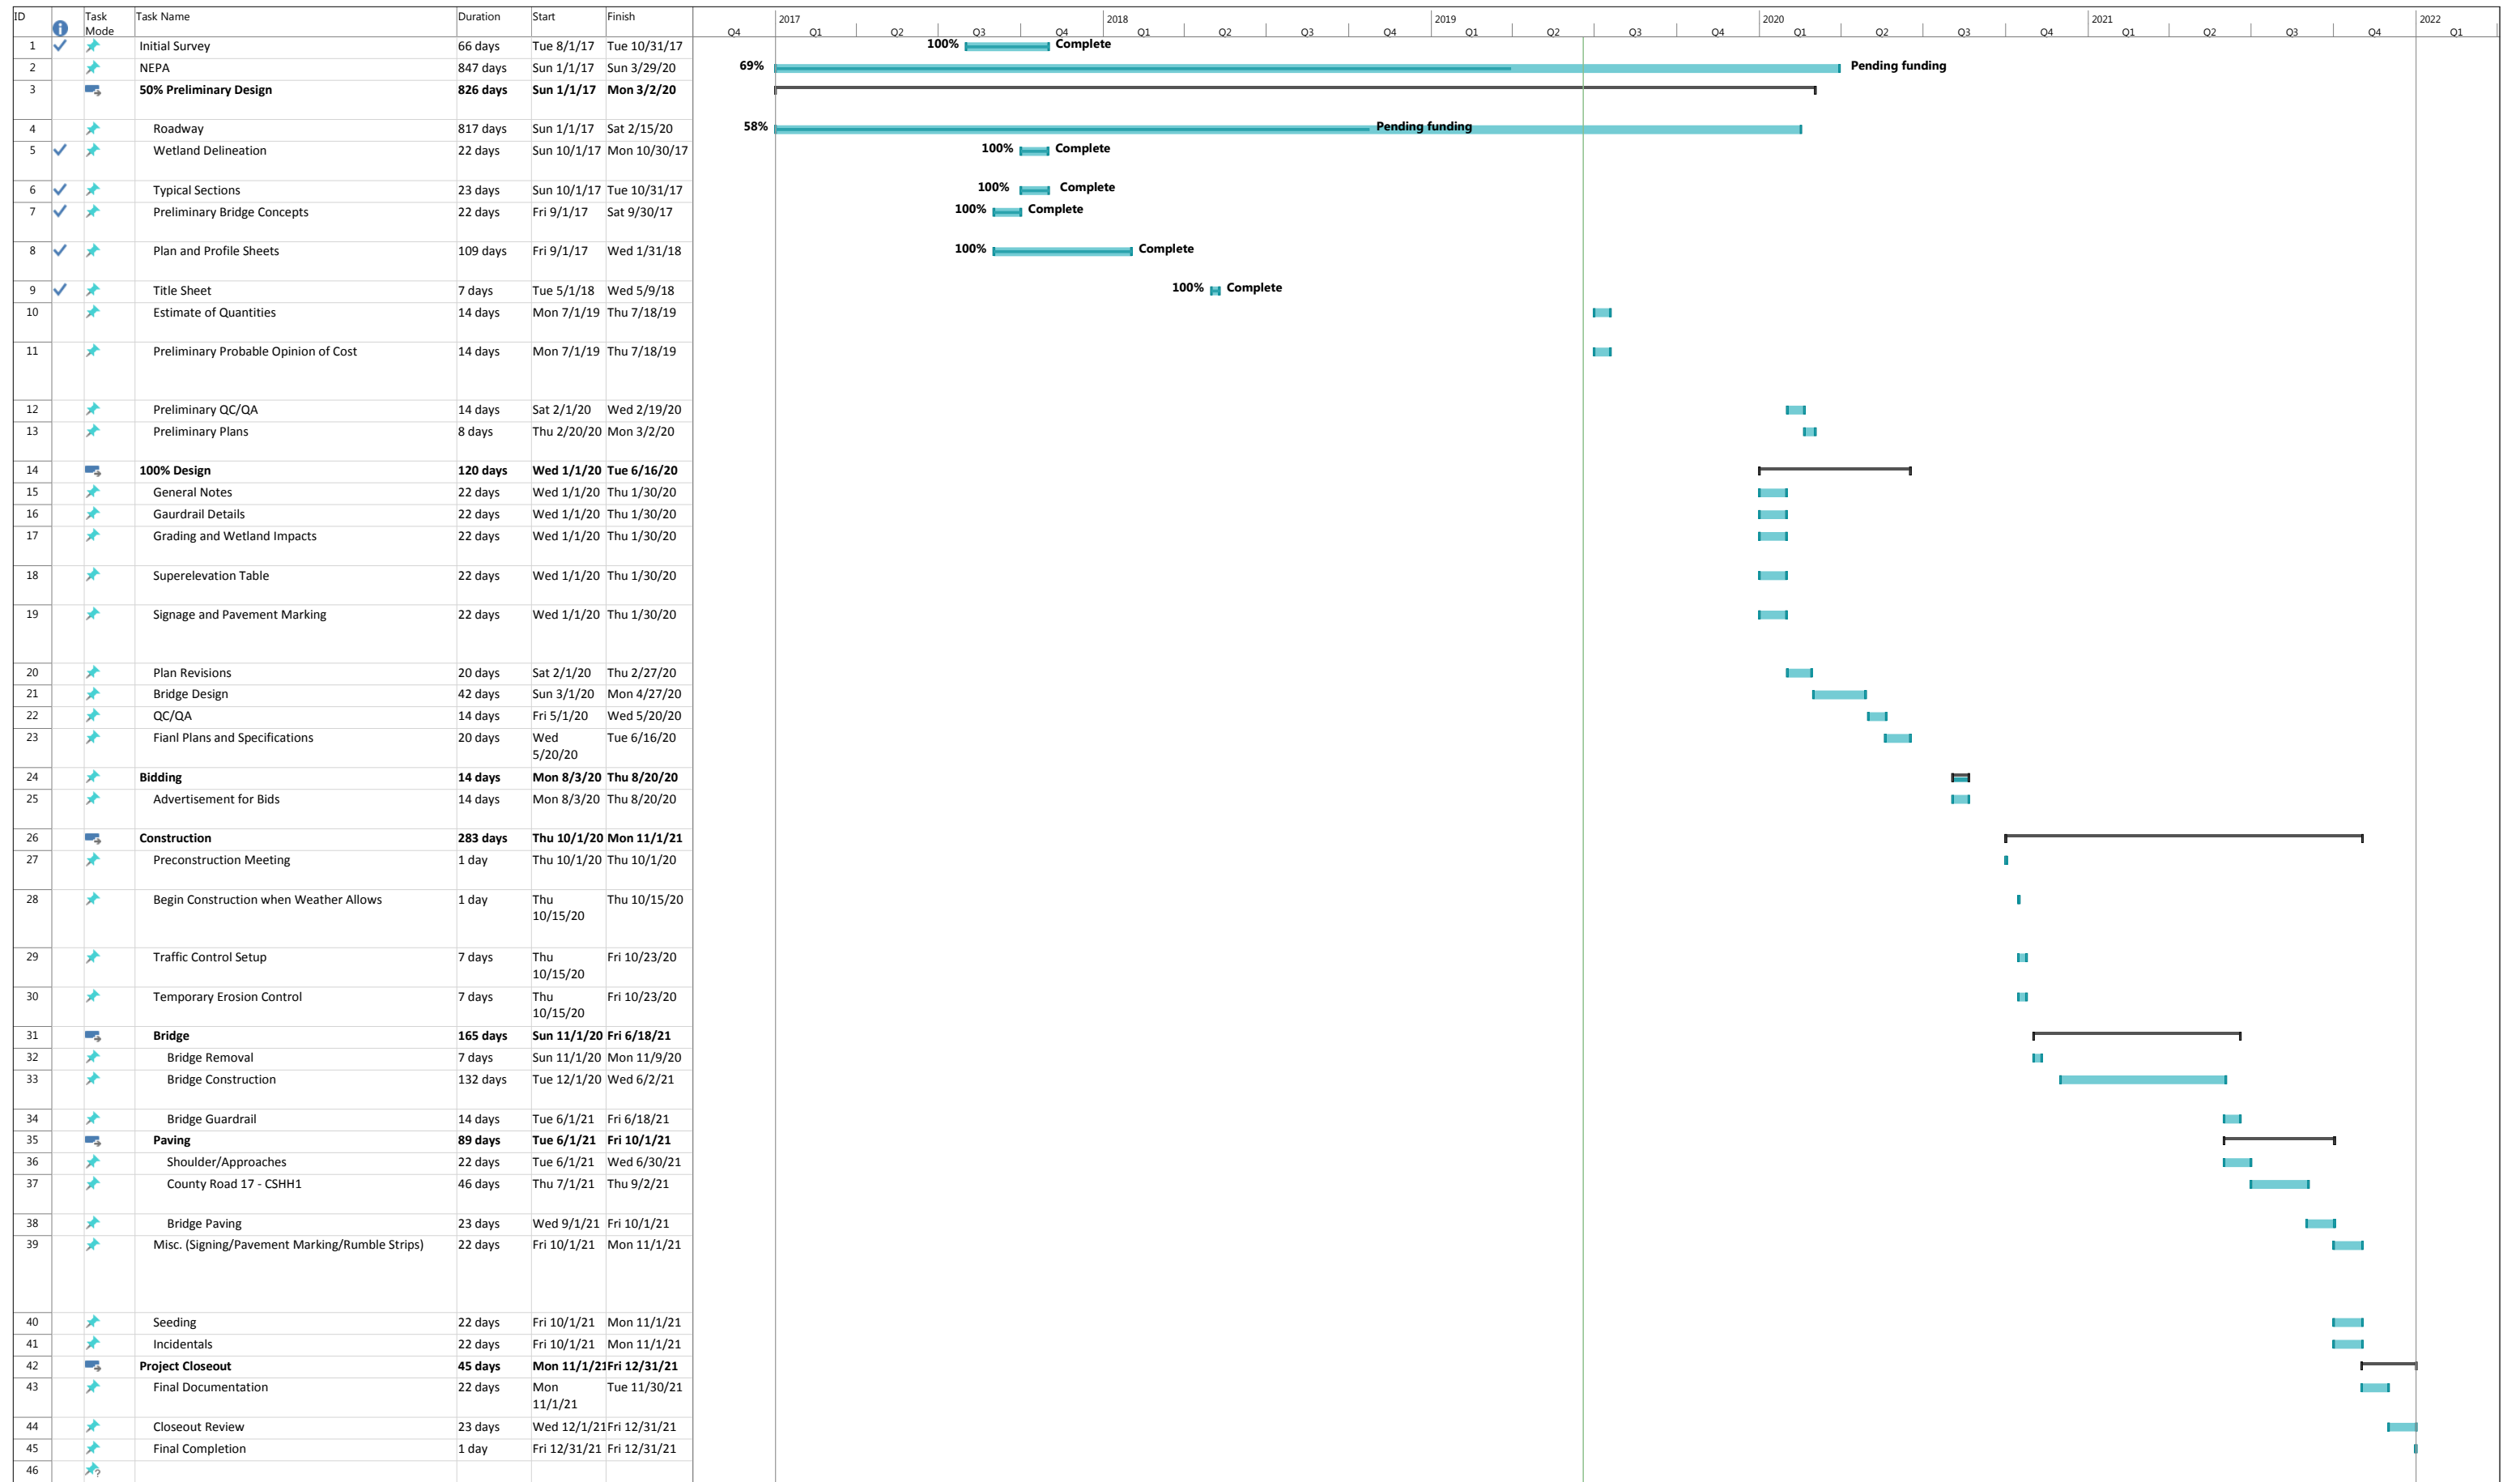 ID Task Mode Task Name Duration Start Finish
2017 2018 2019 2020 2021 2022
Q4 Q1 Q2 Q3 Q4 Q1 Q2 Q3 Q4 Q1 Q2 Q3 Q4 Q1 Q2 Q3 Q4 Q1 Q2 Q3 Q4 Q1
1 Initial Survey 66 days Tue 8/1/17 Tue 10/31/17 100% Complete
2 NEPA 847 days Sun 1/1/17 Sun 3/29/20 69% Pending funding
3 50% Preliminary Design 826 days Sun 1/1/17 Mon 3/2/20
4 Roadway 817 days Sun 1/1/17 Sat 2/15/20 58% Pending funding
5 Wetland Delineation 22 days Sun 10/1/17 Mon 10/30/17 100% Complete
6 Typical Sections 23 days Sun 10/1/17 Tue 10/31/17 100% Complete
7 Preliminary Bridge Concepts 22 days Fri 9/1/17 Sat 9/30/17 100% Complete
8 Plan and Profile Sheets 109 days Fri 9/1/17 Wed 1/31/18 100% Complete
9 Title Sheet 7 days Tue 5/1/18 Wed 5/9/18 100% Complete
10 Estimate of Quantities 14 days Mon 7/1/19 Thu 7/18/19
11 Preliminary Probable Opinion of Cost 14 days Mon 7/1/19 Thu 7/18/19
12 Preliminary QC/QA 14 days Sat 2/1/20 Wed 2/19/20
13 Preliminary Plans 8 days Thu 2/20/20 Mon 3/2/20
14 100% Design 120 days Wed 1/1/20 Tue 6/16/20
15 General Notes 22 days Wed 1/1/20 Thu 1/30/20
16 Gaurdrail Details 22 days Wed 1/1/20 Thu 1/30/20
17 Grading and Wetland Impacts 22 days Wed 1/1/20 Thu 1/30/20
18 Superelevation Table 22 days Wed 1/1/20 Thu 1/30/20
19 Signage and Pavement Marking 22 days Wed 1/1/20 Thu 1/30/20
20 Plan Revisions 20 days Sat 2/1/20 Thu 2/27/20
21 Bridge Design 42 days Sun 3/1/20 Mon 4/27/20
22 QC/QA 14 days Fri 5/1/20 Wed 5/20/20
23 Fianl Plans and Specifications 20 days Wed 5/20/20 Tue 6/16/20
24 Bidding 14 days Mon 8/3/20 Thu 8/20/20
25 Advertisement for Bids 14 days Mon 8/3/20 Thu 8/20/20
26 Construction 283 days Thu 10/1/20 Mon 11/1/21
27 Preconstruction Meeting 1 day Thu 10/1/20 Thu 10/1/20
28 Begin Construction when Weather Allows 1 day Thu 10/15/20 Thu 10/15/20
29 Traffic Control Setup 7 days Thu 10/15/20 Fri 10/23/20
30 Temporary Erosion Control 7 days Thu 10/15/20 Fri 10/23/20
31 Bridge 165 days Sun 11/1/20 Fri 6/18/21
32 Bridge Removal 7 days Sun 11/1/20 Mon 11/9/20
33 Bridge Construction 132 days Tue 12/1/20 Wed 6/2/21
34 Bridge Guardrail 14 days Tue 6/1/21 Fri 6/18/21
35 Paving 89 days Tue 6/1/21 Fri 10/1/21
36 Shoulder/Approaches 22 days Tue 6/1/21 Wed 6/30/21
37 County Road 17 - CSHH1 46 days Thu 7/1/21 Thu 9/2/21
38 Bridge Paving 23 days Wed 9/1/21 Fri 10/1/21
39 Misc. (Signing/Pavement Marking/Rumble Strips) 22 days Fri 10/1/21 Mon 11/1/21
40 Seeding 22 days Fri 10/1/21 Mon 11/1/21
41 Incidentals 22 days Fri 10/1/21 Mon 11/1/21
42 Project Closeout 45 days Mon 11/1/21 Fri 12/31/21
43 Final Documentation 22 days Mon 11/1/21 Tue 11/30/21
44 Closeout Review 23 days Wed 12/1/21 Fri 12/31/21
45 Final Completion 1 day Fri 12/31/21 Fri 12/31/21
46